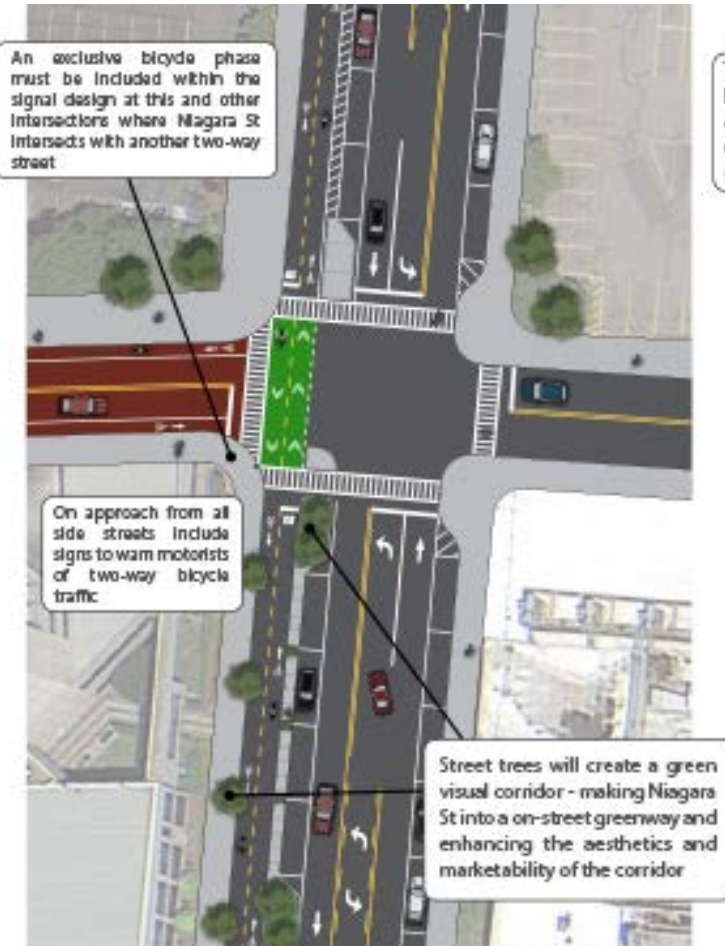 An exclusive bicycle phase
must be included within the
signal design at this and other
intersections where Niagara St
intersects with another two-way
street
On approach from all
side streets include
signs to warn motorists
of two-way bicycle
traffic
Street trees will create a green
visual corridor - making Niagara
St into a on-street greenway and
enhancing the aesthetics and
marketability of the corridor